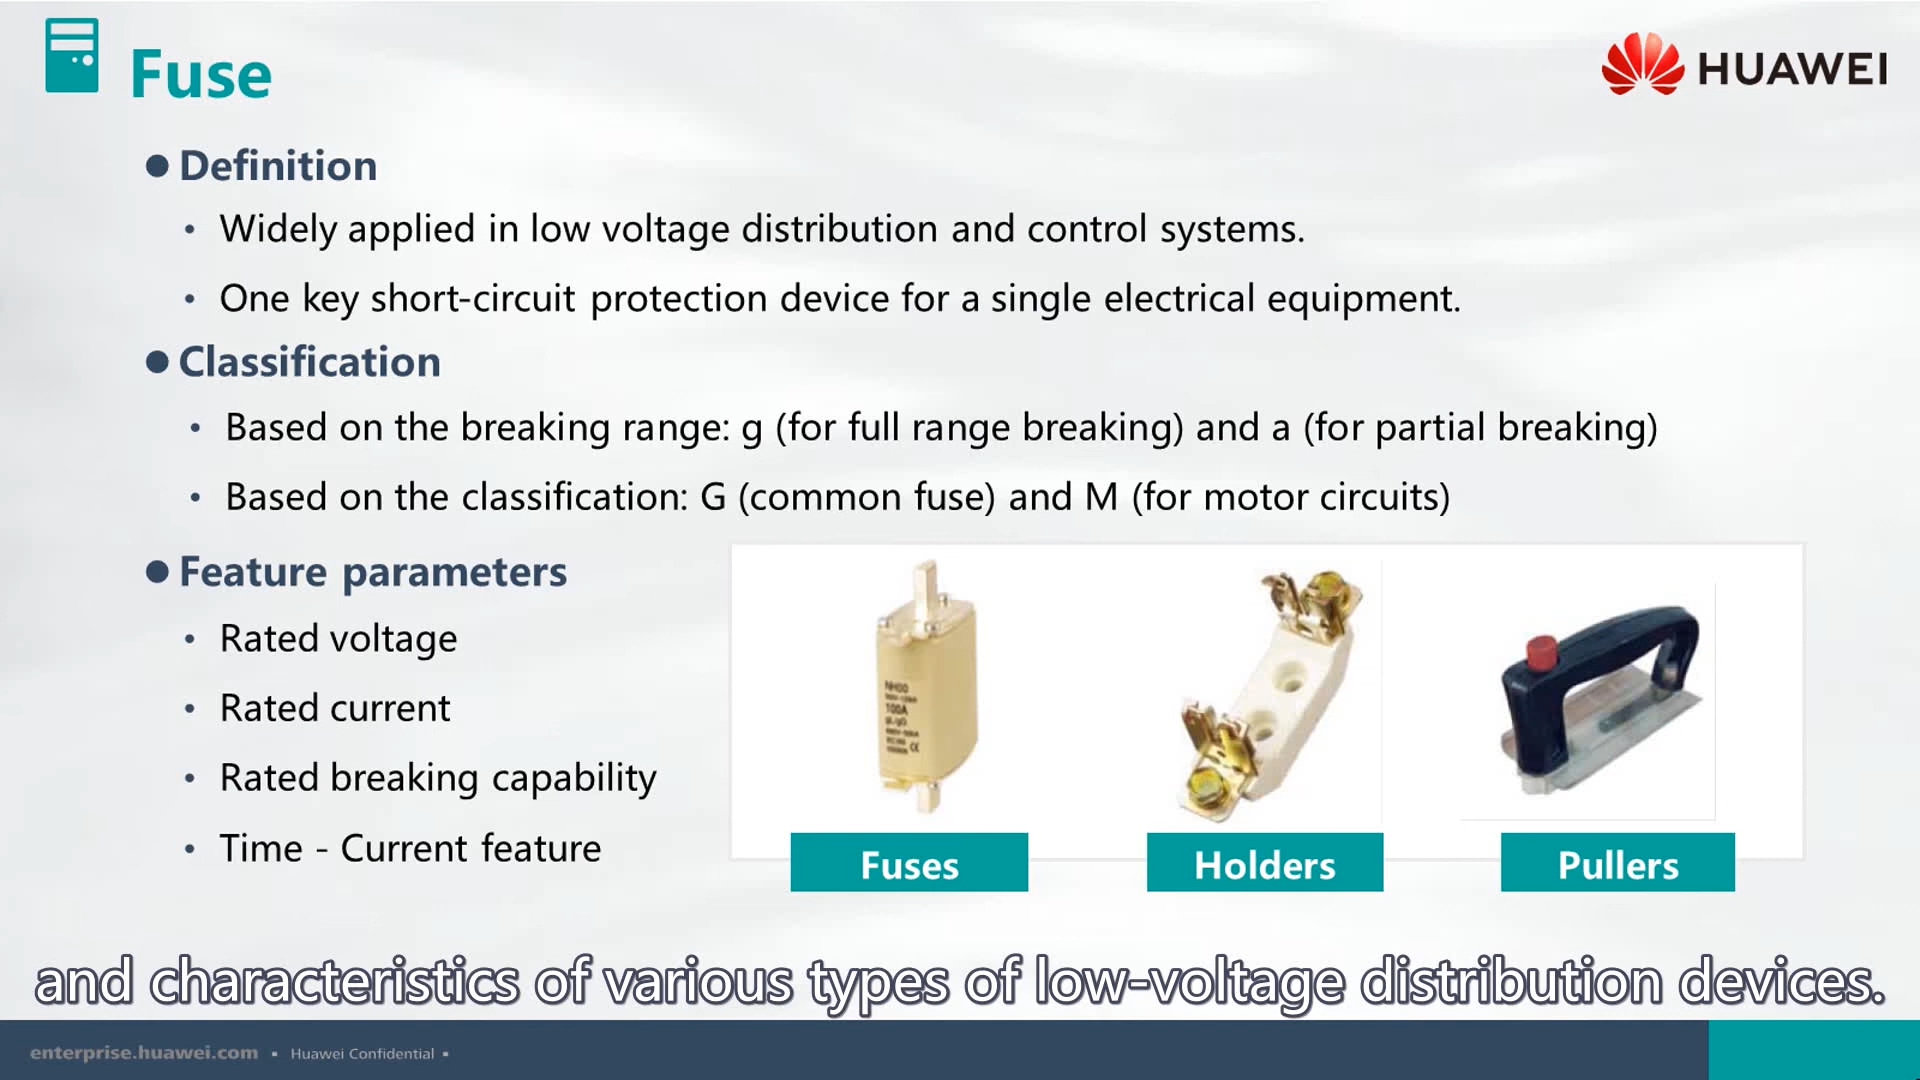 Fuse
HUAWEI
Definition
• Widely applied in low voltage distribution and control systems.
• One key short-circuit protection device for a single electrical equipment.
Classification
• Based on the breaking range: g (for full range breaking) and a (for partial breaking)
• Based on the classification: G (common fuse) and M (for motor circuits)
Feature parameters
• Rated voltage
• Rated current
• Rated breaking capability
• Time - Current feature
NH00
100A
Fuses
Holders
Pullers
and characteristics of various types of low-voltage distribution devices.
enterprise.huawei.com ▪ Huawei Confidential ▪